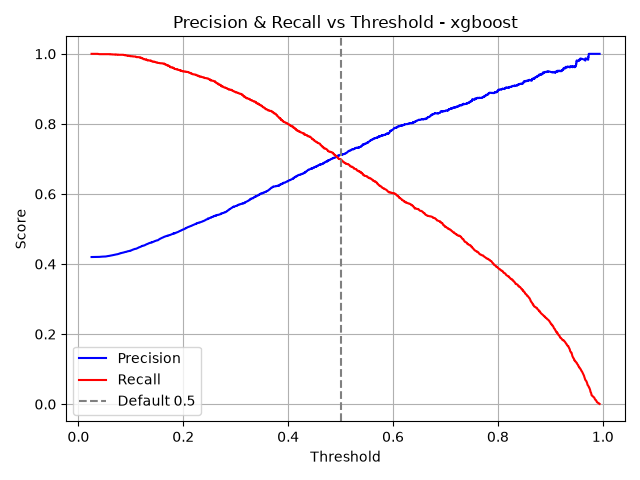 Precision & Recall vs Threshold - xgboost
1.0
0.8
0.6
0.4
0.2
0.0
Score
Precision
Recall
Default 0.5
0.0 0.2 0.4 0.6 0.8 1.0
Threshold